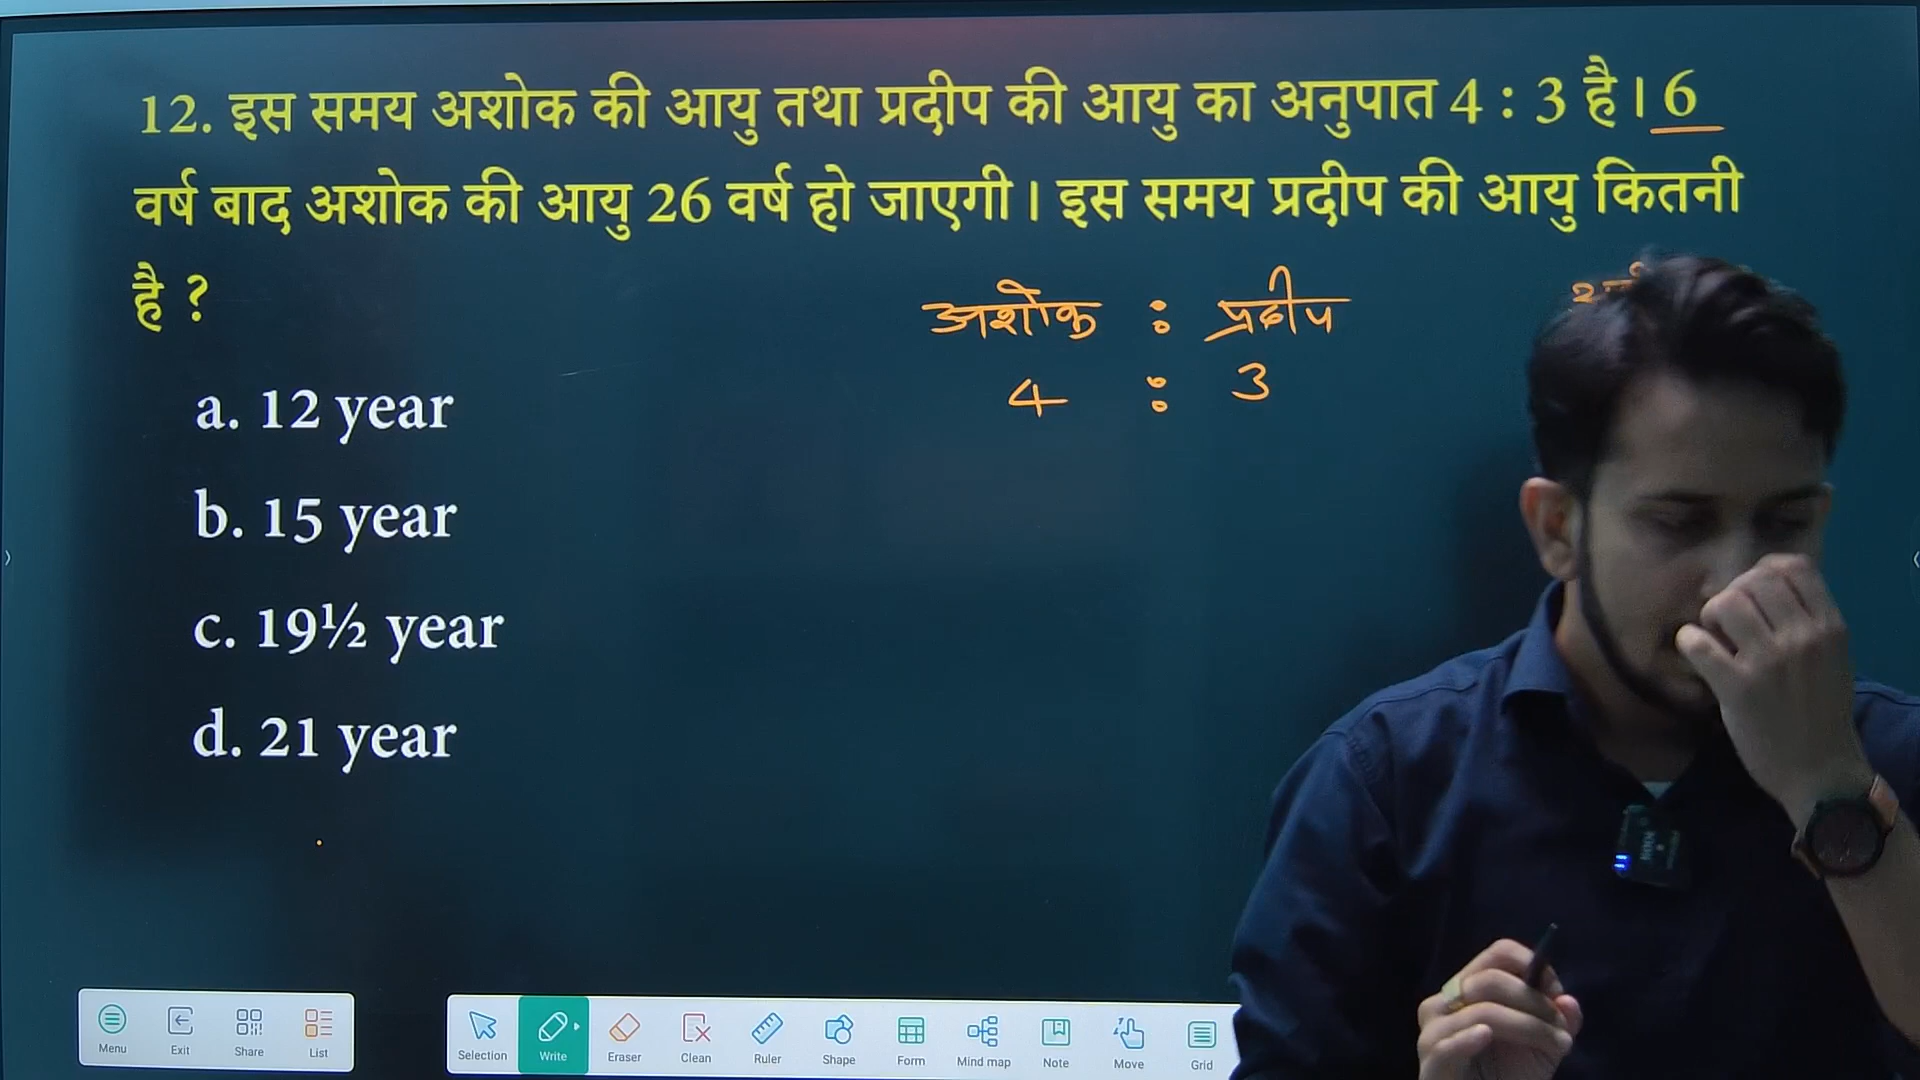 12. इस समय अशोक की आयु तथा प्रदीप की आयु का अनुपात 4 : 3 है। 6
वर्ष बाद अशोक की आयु 26 वर्ष हो जाएगी। इस समय प्रदीप की आयु कितनी
है ?
अशोक : प्रदीप
4 : 3
a. 12 year
b. 15 year
c. 19½ year
d. 21 year
Menu Exit Share List
Selection Write Eraser Clean Ruler Shape Form Mind map Note Move Grid